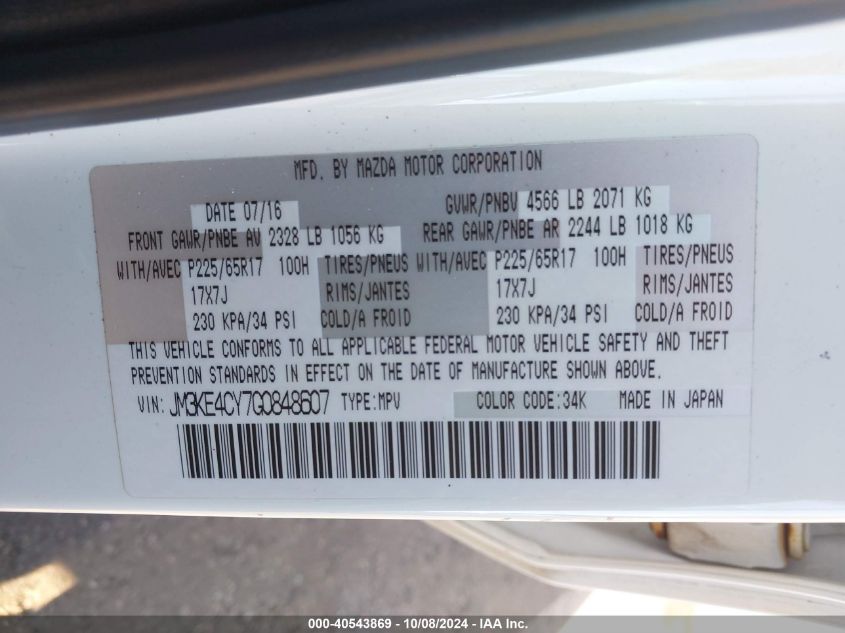 MFD. BY MAZDA MOTOR CORPORATION
DATE 07/16 GVWR/PNBV 4566 LB 2071 KG
FRONT GAWR/PNBE AV 2328 LB 1056 KG REAR GAWR/PNBE AR 2244 LB 1018 KG
WITH/AVEC P225/65R17 100H TIRES/PNEUS WITH/AVEC P225/65R17 100H TIRES/PNEUS
17X7J RIMS/JANTES 17X7J RIMS/JANTES
230 KPA/34 PSI COLD/A FROID 230 KPA/34 PSI COLD/A FROID
THIS VEHICLE CONFORMS TO ALL APPLICABLE FEDERAL MOTOR VEHICLE SAFETY AND THEFT
PREVENTION STANDARDS IN EFFECT ON THE DATE OF MANUFACTURE SHOWN ABOVE.
VIN: JM3KE4CY7G0848607 TYPE:MPV COLOR CODE:34K MADE IN JAPAN
000-40543869 - 10/08/2024 - IAA Inc.